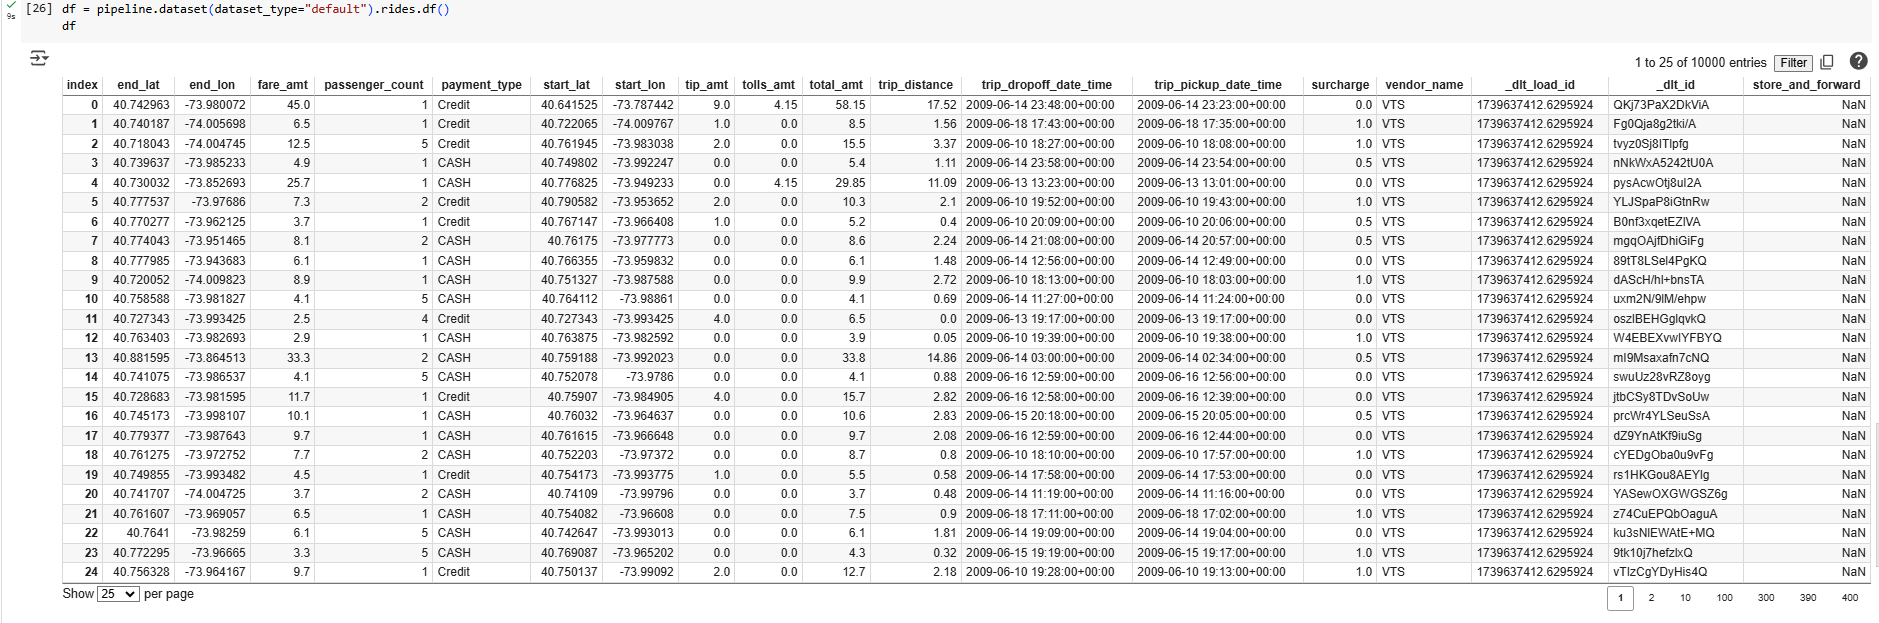 [26] df = pipeline.dataset(dataset_type="default").rides.df()
9s
df
1 to 25 of 10000 entries Filter
index end_lat end_lon fare_amt passenger_count payment_type start_lat start_lon tip_amt tolls_amt total_amt trip_distance trip_dropoff_date_time trip_pickup_date_time surcharge vendor_name _dlt_load_id _dlt_id store_and_forward
0 40.742963 -73.980072 45.0 1 Credit 40.641525 -73.787442 9.0 4.15 58.15 17.52 2009-06-14 23:48:00+00:00 2009-06-14 23:23:00+00:00 0.0 VTS 1739637412.6295924 QKj73PaX2DkViA NaN
1 40.740187 -74.005698 6.5 1 Credit 40.722065 -74.009767 1.0 0.0 8.5 1.56 2009-06-18 17:43:00+00:00 2009-06-18 17:35:00+00:00 1.0 VTS 1739637412.6295924 Fg0Qja8g2tki/A NaN
2 40.718043 -74.004745 12.5 5 Credit 40.761945 -73.983038 2.0 0.0 15.5 3.37 2009-06-10 18:27:00+00:00 2009-06-10 18:08:00+00:00 1.0 VTS 1739637412.6295924 tvyz0Sj8ITlpfg NaN
3 40.739637 -73.985233 4.9 1 CASH 40.749802 -73.992247 0.0 0.0 5.4 1.11 2009-06-14 23:58:00+00:00 2009-06-14 23:54:00+00:00 0.5 VTS 1739637412.6295924 nNkWxA5242tU0A NaN
4 40.730032 -73.852693 25.7 1 CASH 40.776825 -73.949233 0.0 4.15 29.85 11.09 2009-06-13 13:23:00+00:00 2009-06-13 13:01:00+00:00 0.0 VTS 1739637412.6295924 pysAcwOtj8uI2A NaN
5 40.777537 -73.97686 7.3 2 Credit 40.790582 -73.953652 2.0 0.0 10.3 2.1 2009-06-10 19:52:00+00:00 2009-06-10 19:43:00+00:00 1.0 VTS 1739637412.6295924 YLJSpaP8iGtnRw NaN
6 40.770277 -73.962125 3.7 1 Credit 40.767147 -73.966408 1.0 0.0 5.2 0.4 2009-06-10 20:09:00+00:00 2009-06-10 20:06:00+00:00 0.5 VTS 1739637412.6295924 B0nf3xqetEZlVA NaN
7 40.774043 -73.951465 8.1 2 CASH 40.76175 -73.977773 0.0 0.0 8.6 2.24 2009-06-14 21:08:00+00:00 2009-06-14 20:57:00+00:00 0.5 VTS 1739637412.6295924 mgqOAjfDhiGiFg NaN
8 40.777985 -73.943683 6.1 1 CASH 40.766355 -73.959832 0.0 0.0 6.1 1.48 2009-06-14 12:56:00+00:00 2009-06-14 12:49:00+00:00 0.0 VTS 1739637412.6295924 89tT8LSel4PgKQ NaN
9 40.720052 -74.009823 8.9 1 CASH 40.751327 -73.987588 0.0 0.0 9.9 2.72 2009-06-10 18:13:00+00:00 2009-06-10 18:03:00+00:00 1.0 VTS 1739637412.6295924 dAScH/hI+bnsTA NaN
10 40.758588 -73.981827 4.1 5 CASH 40.764112 -73.98861 0.0 0.0 4.1 0.69 2009-06-14 11:27:00+00:00 2009-06-14 11:24:00+00:00 0.0 VTS 1739637412.6295924 uxm2N/9lM/ehpw NaN
11 40.727343 -73.993425 2.5 4 Credit 40.727343 -73.993425 4.0 0.0 6.5 0.0 2009-06-13 19:17:00+00:00 2009-06-13 19:17:00+00:00 0.0 VTS 1739637412.6295924 oszIBEHGglqvkQ NaN
12 40.763403 -73.982693 2.9 1 CASH 40.763875 -73.982592 0.0 0.0 3.9 0.05 2009-06-10 19:39:00+00:00 2009-06-10 19:38:00+00:00 1.0 VTS 1739637412.6295924 W4EBEXvwIYFBYQ NaN
13 40.881595 -73.864513 33.3 2 CASH 40.759188 -73.992023 0.0 0.0 33.8 14.86 2009-06-14 03:00:00+00:00 2009-06-14 02:34:00+00:00 0.5 VTS 1739637412.6295924 mI9Msaxafn7cNQ NaN
14 40.741075 -73.986537 4.1 5 CASH 40.752078 -73.9786 0.0 0.0 4.1 0.88 2009-06-16 12:59:00+00:00 2009-06-16 12:56:00+00:00 0.0 VTS 1739637412.6295924 swuUz28vRZ8oyg NaN
15 40.728683 -73.981595 11.7 1 Credit 40.75907 -73.984905 4.0 0.0 15.7 2.82 2009-06-16 12:58:00+00:00 2009-06-16 12:39:00+00:00 0.0 VTS 1739637412.6295924 jtbCSy8TDvSoUw NaN
16 40.745173 -73.998107 10.1 1 CASH 40.76032 -73.964637 0.0 0.0 10.6 2.83 2009-06-15 20:18:00+00:00 2009-06-15 20:05:00+00:00 0.5 VTS 1739637412.6295924 prcWr4YLSeuSsA NaN
17 40.779377 -73.987643 9.7 1 CASH 40.761615 -73.966648 0.0 0.0 9.7 2.08 2009-06-16 12:59:00+00:00 2009-06-16 12:44:00+00:00 0.0 VTS 1739637412.6295924 dZ9YnAtKf9iuSg NaN
18 40.761275 -73.972752 7.7 2 CASH 40.752203 -73.97372 0.0 0.0 8.7 0.8 2009-06-10 18:10:00+00:00 2009-06-10 17:57:00+00:00 1.0 VTS 1739637412.6295924 cYEDgOba0u9vFg NaN
19 40.749855 -73.993482 4.5 1 Credit 40.754173 -73.993775 1.0 0.0 5.5 0.58 2009-06-14 17:58:00+00:00 2009-06-14 17:53:00+00:00 0.0 VTS 1739637412.6295924 rs1HKGou8AEYlg NaN
20 40.741707 -74.004725 3.7 2 CASH 40.74109 -73.99796 0.0 0.0 3.7 0.48 2009-06-14 11:19:00+00:00 2009-06-14 11:16:00+00:00 0.0 VTS 1739637412.6295924 YASewOXGWGSZ6g NaN
21 40.761607 -73.969057 6.5 1 CASH 40.754082 -73.96608 0.0 0.0 7.5 0.9 2009-06-18 17:11:00+00:00 2009-06-18 17:02:00+00:00 1.0 VTS 1739637412.6295924 z74CuEPQbOaguA NaN
22 40.7641 -73.98259 6.1 5 CASH 40.742647 -73.993013 0.0 0.0 6.1 1.81 2009-06-14 19:09:00+00:00 2009-06-14 19:04:00+00:00 0.0 VTS 1739637412.6295924 ku3sNlEWAtE+MQ NaN
23 40.772295 -73.96665 3.3 5 CASH 40.769087 -73.965202 0.0 0.0 4.3 0.32 2009-06-15 19:19:00+00:00 2009-06-15 19:17:00+00:00 1.0 VTS 1739637412.6295924 9tk10j7hefzlxQ NaN
24 40.756328 -73.964167 9.7 1 Credit 40.750137 -73.99092 2.0 0.0 12.7 2.18 2009-06-10 19:28:00+00:00 2009-06-10 19:13:00+00:00 1.0 VTS 1739637412.6295924 vTlzCgYDyHis4Q NaN
Show 25 per page 1 2 10 100 300 390 400